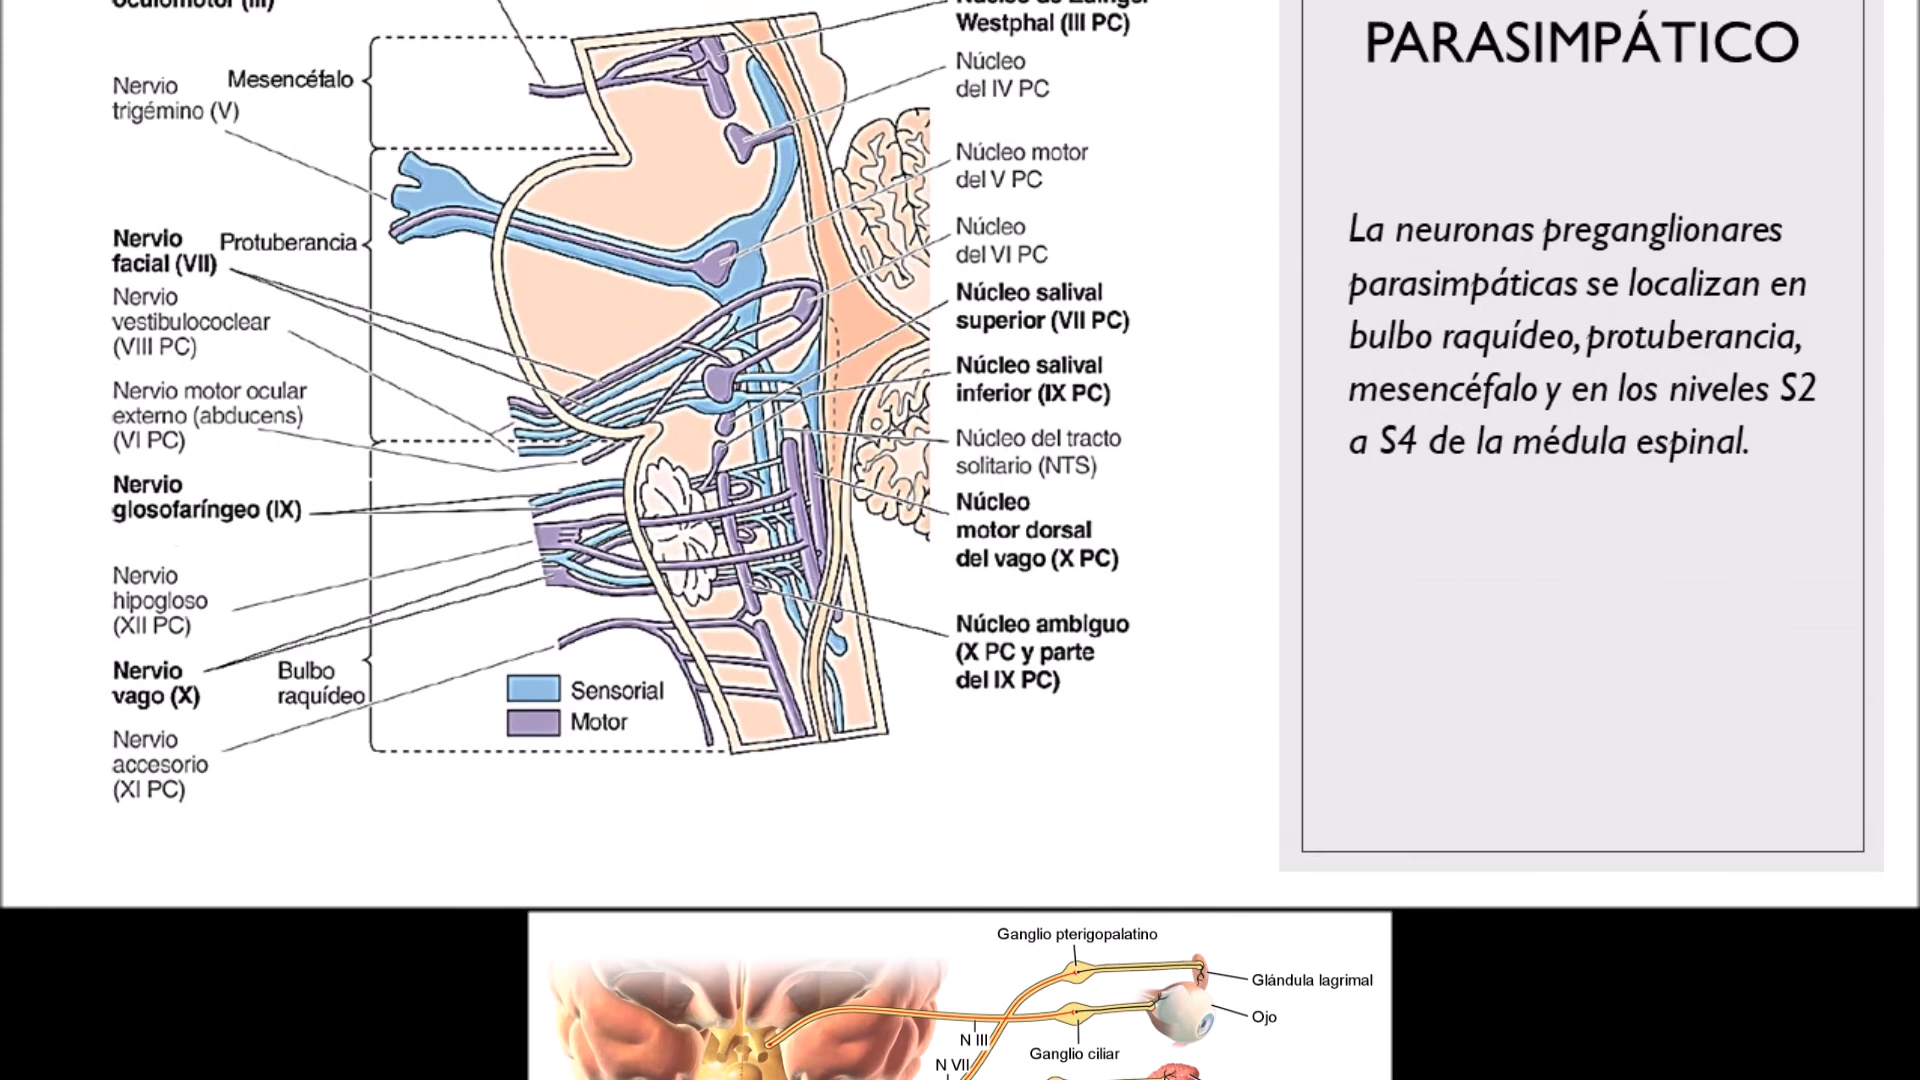 oculomotor (III)
Mesencéfalo
Nervio
trigémino (V)
Nervio
facial (VII)
Protuberancia
Nervio
vestibulococlear
(VIII PC)
Nervio motor ocular
externo (abducens)
(VI PC)
Nervio
glosofaríngeo (IX)
Nervio
hipogloso
(XII PC)
Nervio
vago (X)
Bulbo
raquídeo
Nervio
accesorio
(XI PC)
Sensorial
Motor
Núcleo de Edinger
Westphal (III PC)
Núcleo
del IV PC
Núcleo motor
del V PC
Núcleo
del VI PC
Núcleo salival
superior (VII PC)
Núcleo salival
inferior (IX PC)
Núcleo del tracto
solitario (NTS)
Núcleo
motor dorsal
del vago (X PC)
Núcleo ambiguo
(X PC y parte
del IX PC)
PARASIMPÁTICO
La neuronas preganglionares
parasimpáticas se localizan en
bulbo raquídeo, protuberancia,
mesencéfalo y en los niveles S2
a S4 de la médula espinal.
Ganglio pterigopalatino
Glándula lagrimal
Ojo
N III
Ganglio ciliar
N VII